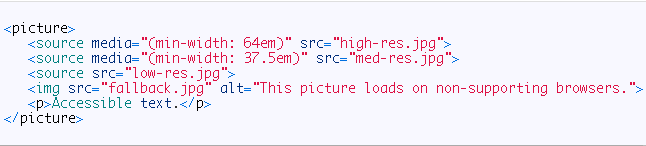 <picture>
<source media="(min-width: 64em)" src="high-res.jpg">
<source media="(min-width: 37.5em)" src="med-res.jpg">
<source src="low-res.jpg">
<img src="fallback.jpg" alt="This picture loads on non-supporting browsers.">
<p>Accessible text.</p>
</picture>